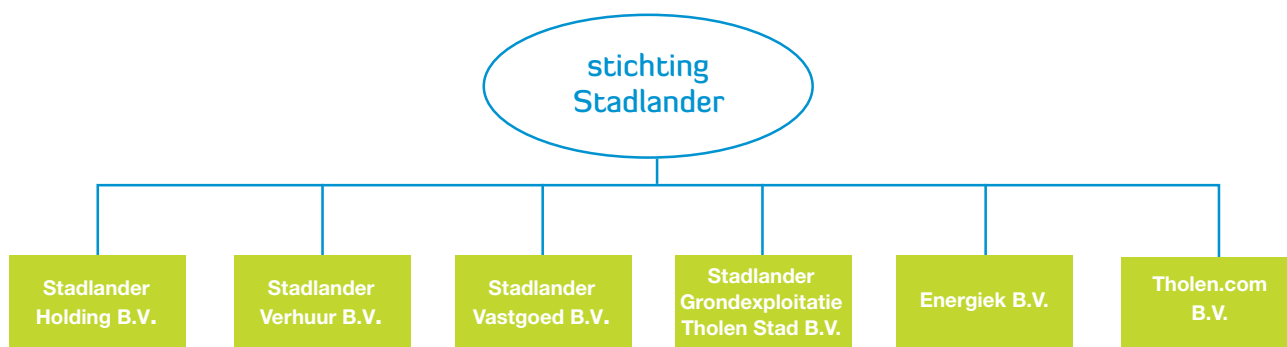 stichting
Stadlander
Stadlander
Holding B.V.
Stadlander
Verhuur B.V.
Stadlander
Vastgoed B.V.
Stadlander
Grondexploitatie
Tholen Stad B.V.
Energiek B.V.
Tholen.com
B.V.